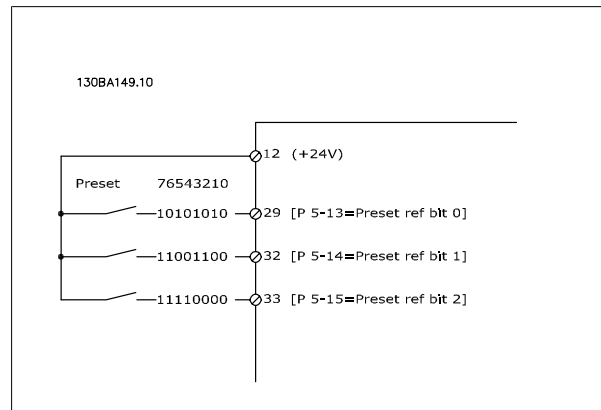 130BA149.10
12 (+24V)
Preset 76543210
10101010 29 [P 5-13=Preset ref bit 0]
11001100 32 [P 5-14=Preset ref bit 1]
11110000 33 [P 5-15=Preset ref bit 2]